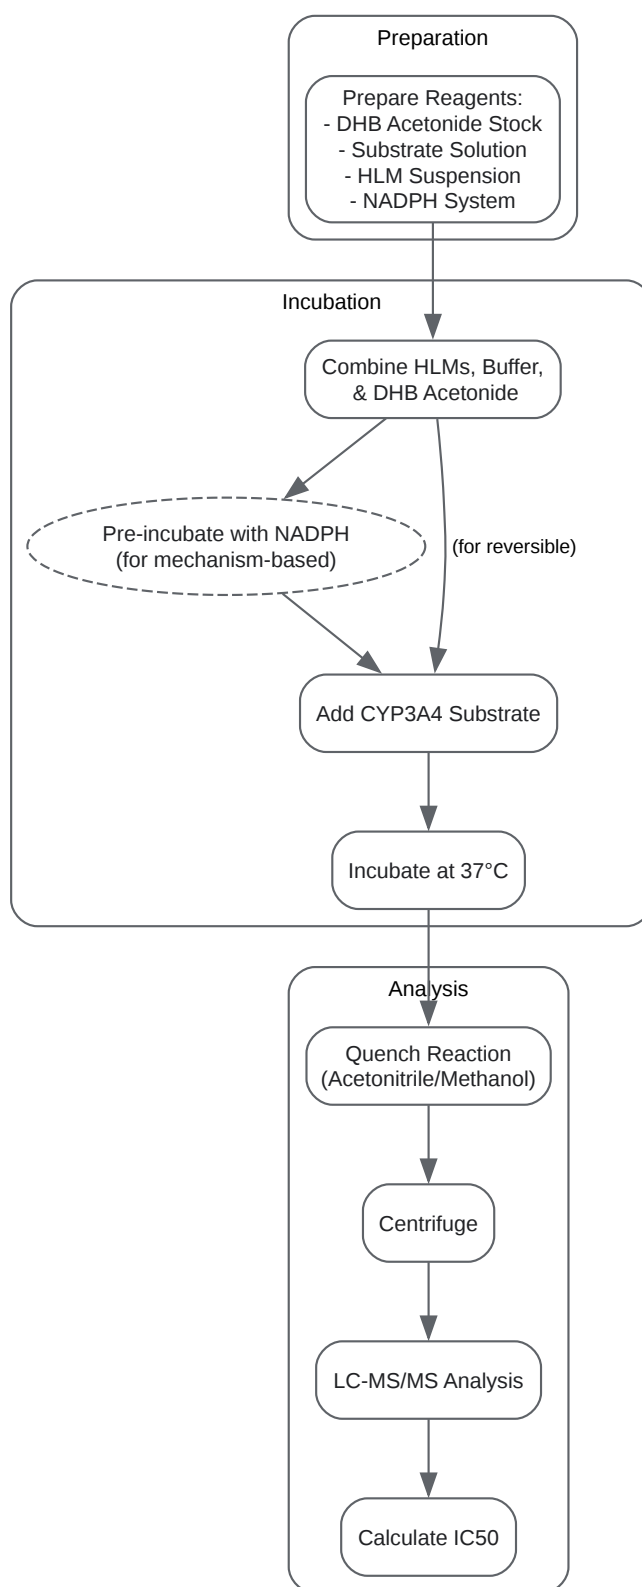 Preparation
Prepare Reagents:
- DHB Acetonide Stock
- Substrate Solution
- HLM Suspension
- NADPH System
Incubation
Combine HLMs, Buffer,
& DHB Acetonide
Pre-incubate with NADPH
(for mechanism-based)
(for reversible)
Add CYP3A4 Substrate
Incubate at 37°C
Analysis
Quench Reaction
(Acetonitrile/Methanol)
Centrifuge
LC-MS/MS Analysis
Calculate IC50